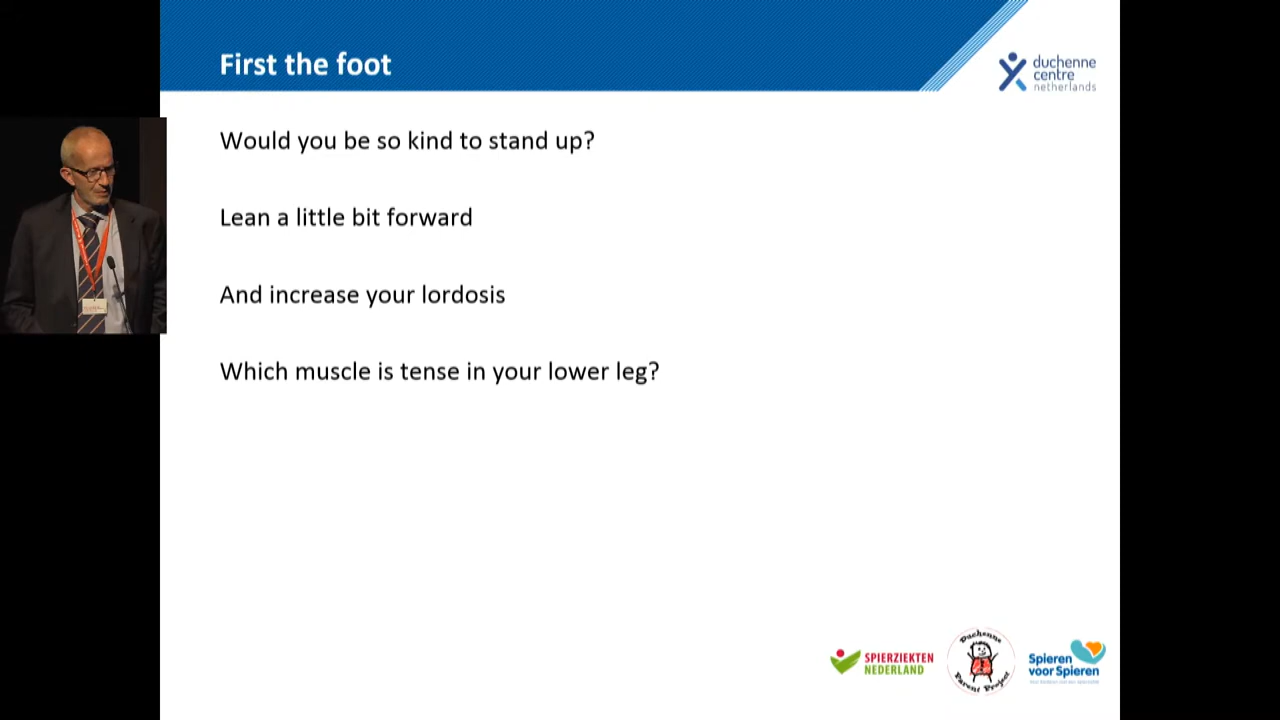 First the foot
duchenne
centre
netherlands
Would you be so kind to stand up?
Lean a little bit forward
And increase your lordosis
Which muscle is tense in your lower leg?
SPIERZIEKTEN
NEDERLAND
Duchenne
Parent Project
Spieren
voor Spieren